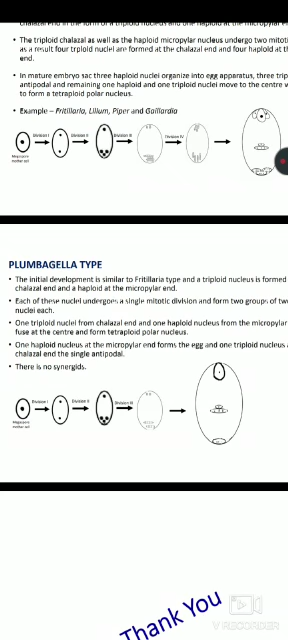 chalazal end in the form of a triploid nucleus and one haploid at the micropylar en
• The triploid chalazal as well as the haploid micropylar nucleus undergo two mitoti
as a result four triploid nuclei are formed at the chalazal end and four haploid at th
end.
• In mature embryo sac three haploid nuclei organize into egg apparatus, three trip
antipodal and remaining one haploid and one triploid nuclei move to the centre w
to form a tetraploid polar nucleus.
• Example – Fritillaria, Lilium, Piper and Gaillardia
Division I Division II Division III Division IV
Megaspore
mother cell
PLUMBAGELLA TYPE
• The initial development is similar to Fritillaria type and a triploid nucleus is formed
chalazal end and a haploid at the micropylar end.
• Each of these nuclei undergoes a single mitotic division and form two groups of two
nuclei each.
• One triploid nuclei from chalazal end and one haploid nucleus from the micropylar
fuse at the centre and form tetraploid polar nucleus.
• One haploid nucleus at the micropylar end forms the egg and one triploid nucleus a
chalazal end the single antipodal.
• There is no synergids.
Division I Division II Division III
Megaspore
mother cell
Thank You
V RECORDER